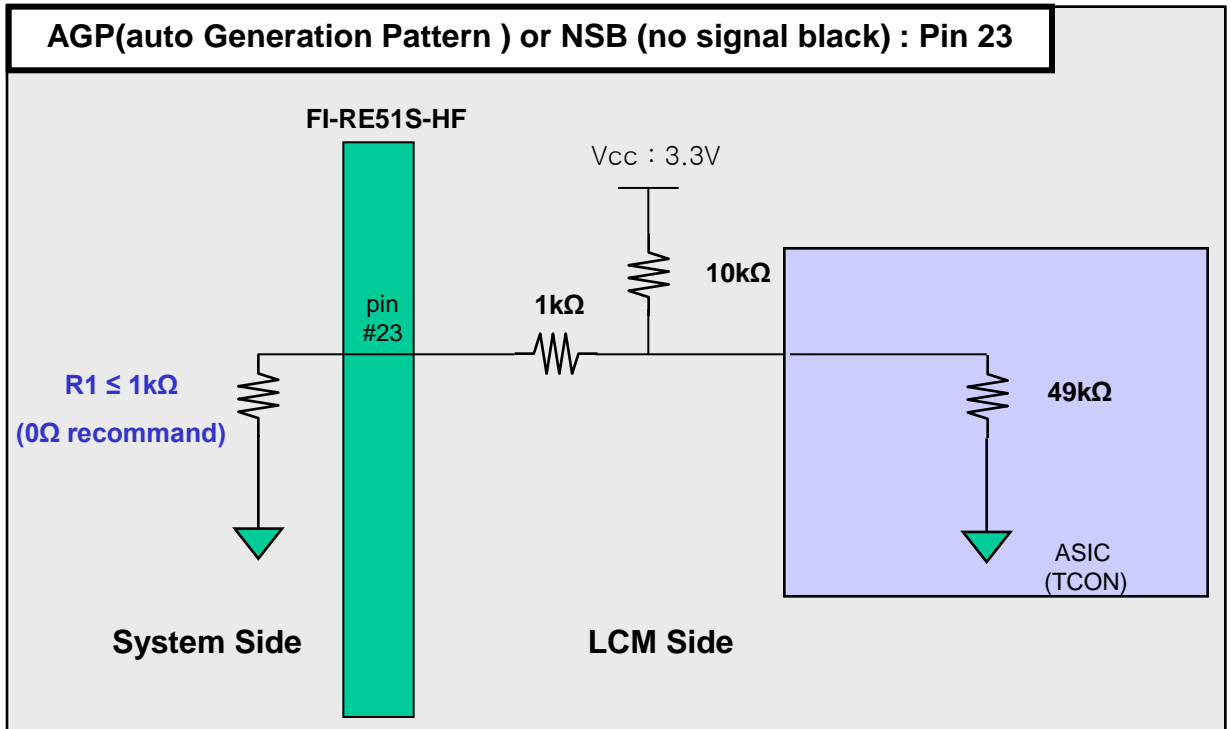 AGP(auto Generation Pattern ) or NSB (no signal black) : Pin 23
FI-RE51S-HF
Vcc : 3.3V
10kΩ
1kΩ
pin
#23
R1 ≤ 1kΩ
(0Ω recommand)
49kΩ
ASIC
(TCON)
System Side
LCM Side